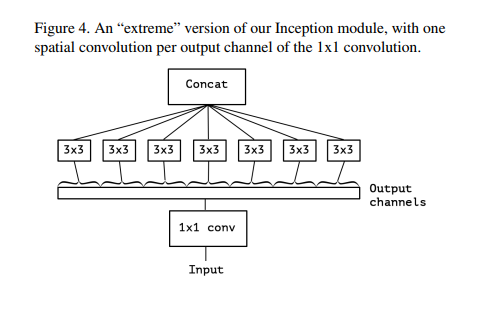 Figure 4. An “extreme” version of our Inception module, with one
spatial convolution per output channel of the 1x1 convolution.
Concat
3x3 3x3 3x3 3x3 3x3 3x3 3x3
Output
channels
1x1 conv
Input